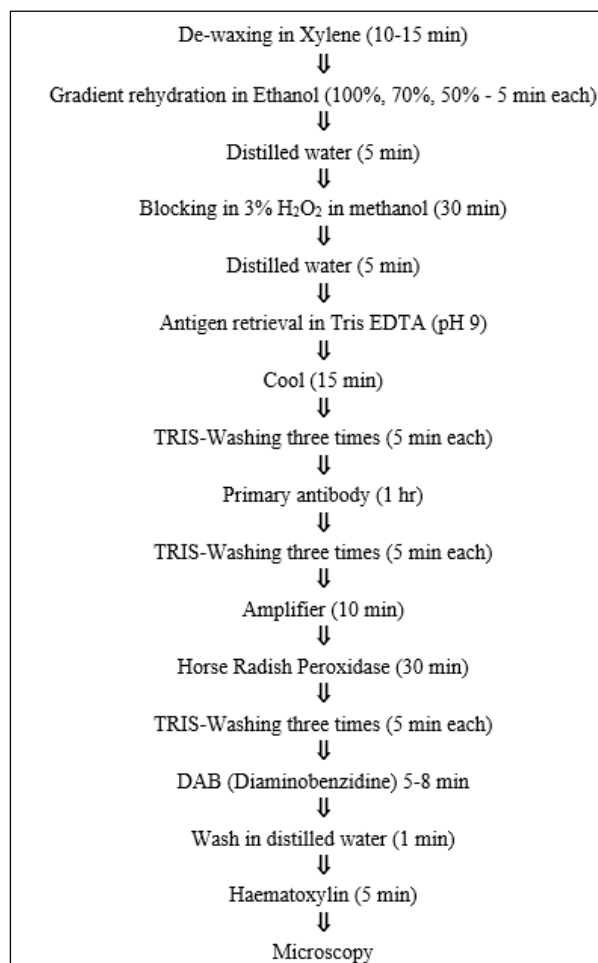 De-waxing in Xylene (10-15 min)
⇓
Gradient rehydration in Ethanol (100%, 70%, 50% - 5 min each)
⇓
Distilled water (5 min)
⇓
Blocking in 3% H₂O₂ in methanol (30 min)
⇓
Distilled water (5 min)
⇓
Antigen retrieval in Tris EDTA (pH 9)
⇓
Cool (15 min)
⇓
TRIS-Washing three times (5 min each)
⇓
Primary antibody (1 hr)
⇓
TRIS-Washing three times (5 min each)
⇓
Amplifier (10 min)
⇓
Horse Radish Peroxidase (30 min)
⇓
TRIS-Washing three times (5 min each)
⇓
DAB (Diaminobenzidine) 5-8 min
⇓
Wash in distilled water (1 min)
⇓
Haematoxylin (5 min)
⇓
Microscopy